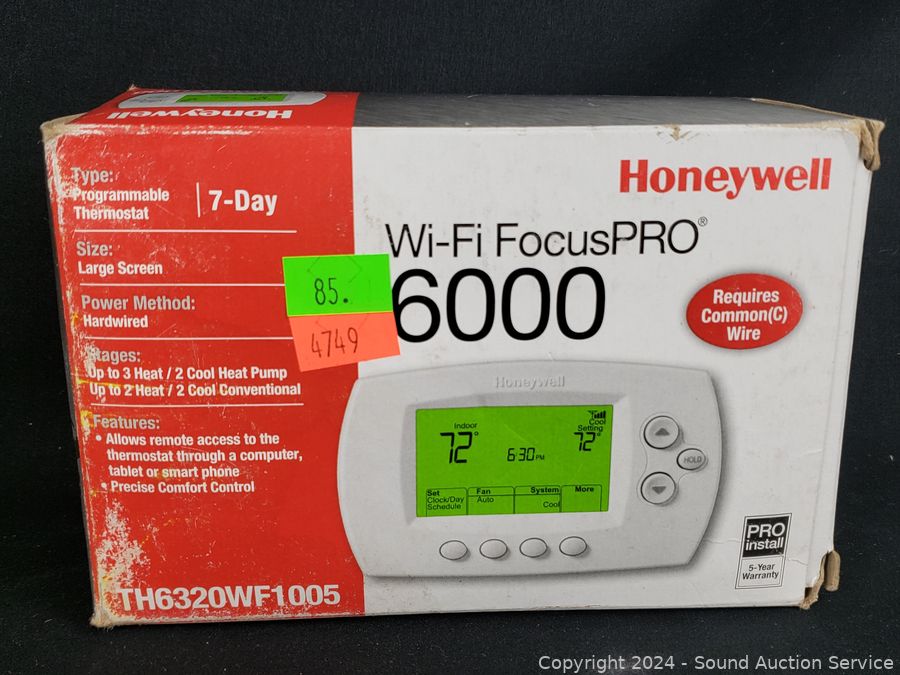 Honeywell
Type:
Programmable
Thermostat
7-Day
Size:
Large Screen
Power Method:
Hardwired
Stages:
Up to 3 Heat / 2 Cool Heat Pump
Up to 2 Heat / 2 Cool Conventional
Features:
• Allows remote access to the
thermostat through a computer,
tablet or smart phone
• Precise Comfort Control
TH6320WF1005
85.
4749
Honeywell
Wi-Fi FocusPRO®
6000
Requires
Common(C)
Wire
Honeywell
Indoor
72°
6:30 PM
Cool
Setting
72°
Set
Clock/Day
Schedule
Fan
Auto
System
Cool
More
HOLD
PRO
install
5-Year
Warranty
Copyright 2024 - Sound Auction Service